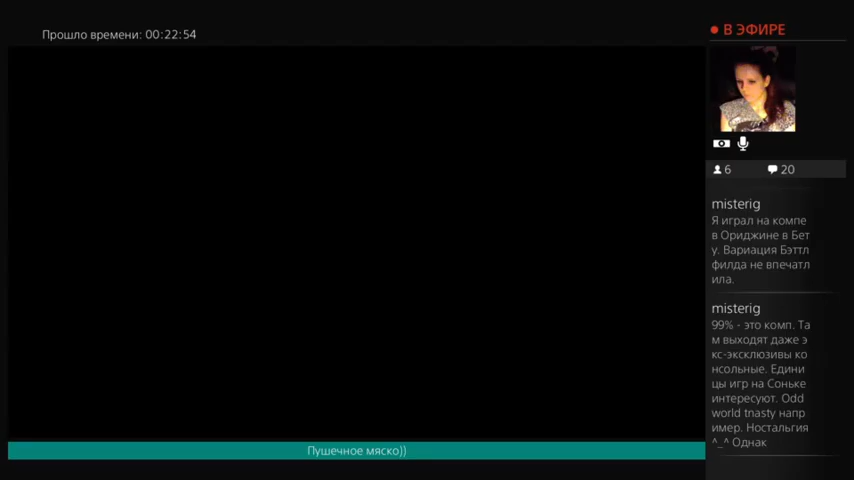 Прошло времени: 00:22:54
В ЭФИРЕ
6
20
misterig
Я играл на компе
в Ориджине в Бет
у. Вариация Бэттл
филда не впечатл
ила.
misterig
99% - это комп. Та
м выходят даже э
кс-эксклюзивы ко
нсольные. Едини
цы игр на Соньке
интересуют. Odd
world tnasty напр
имер. Ностальгия
^_^ Однак
Пушечное мяско))